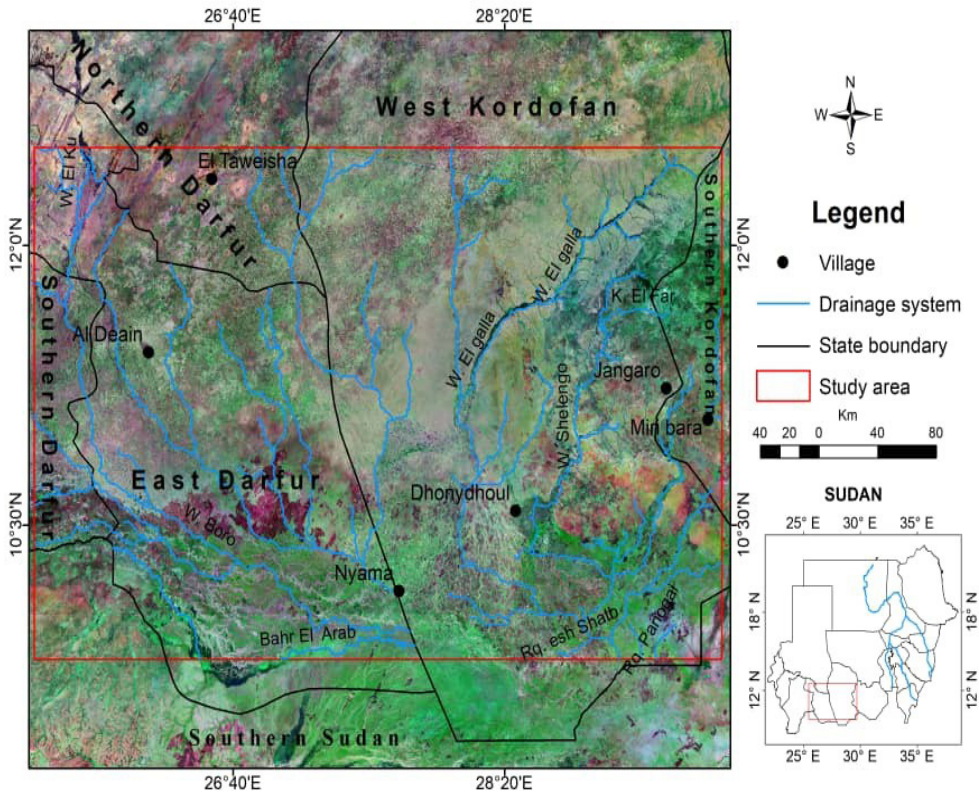 26°40'E
28°20'E
Northern Darfur
West Kordofan
W. El Ku
El Taweisha
Southern Kordofan
12°0'N
12°0'N
W. El galla
K. El Far
Southern Darfur
Al Deain
W. El galla
Jangaro
W. Shelengo
Miri bara
East Darfur
Dhonydhoul
10°30'N
10°30'N
W. Boro
Nyama
Bahr El Arab
Rq. esh Shalb
Southern Sudan
26°40'E
28°20'E
N
W
E
S
Legend
Village
Drainage system
State boundary
Study area
Km
40 20 0 40 80
SUDAN
25° E 30° E 35° E
18° N
18° N
12° N
12° N
25° E 30° E 35° E